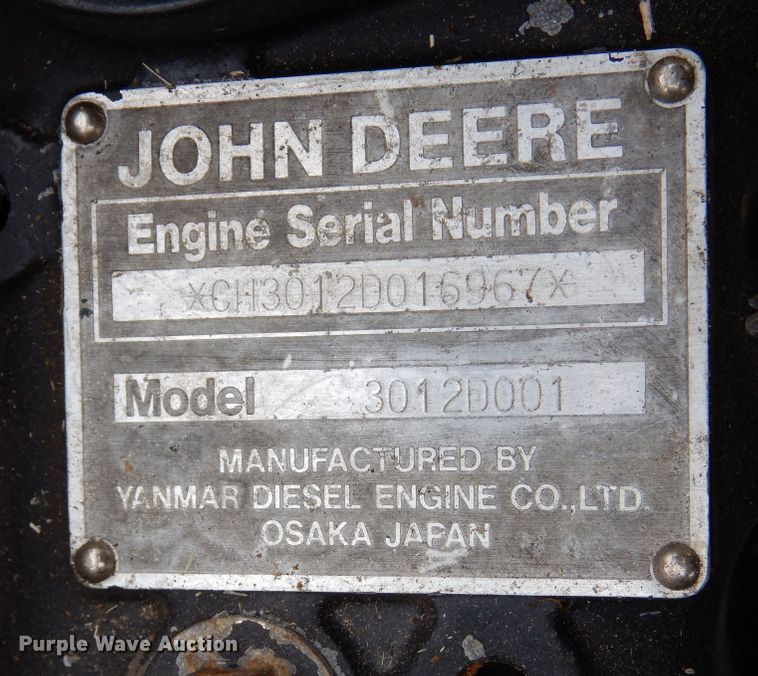 JOHN DEERE
Engine Serial Number
*CH3012D016967*
Model 3012D001
MANUFACTURED BY
YANMAR DIESEL ENGINE CO.,LTD.
OSAKA JAPAN
Purple Wave Auction